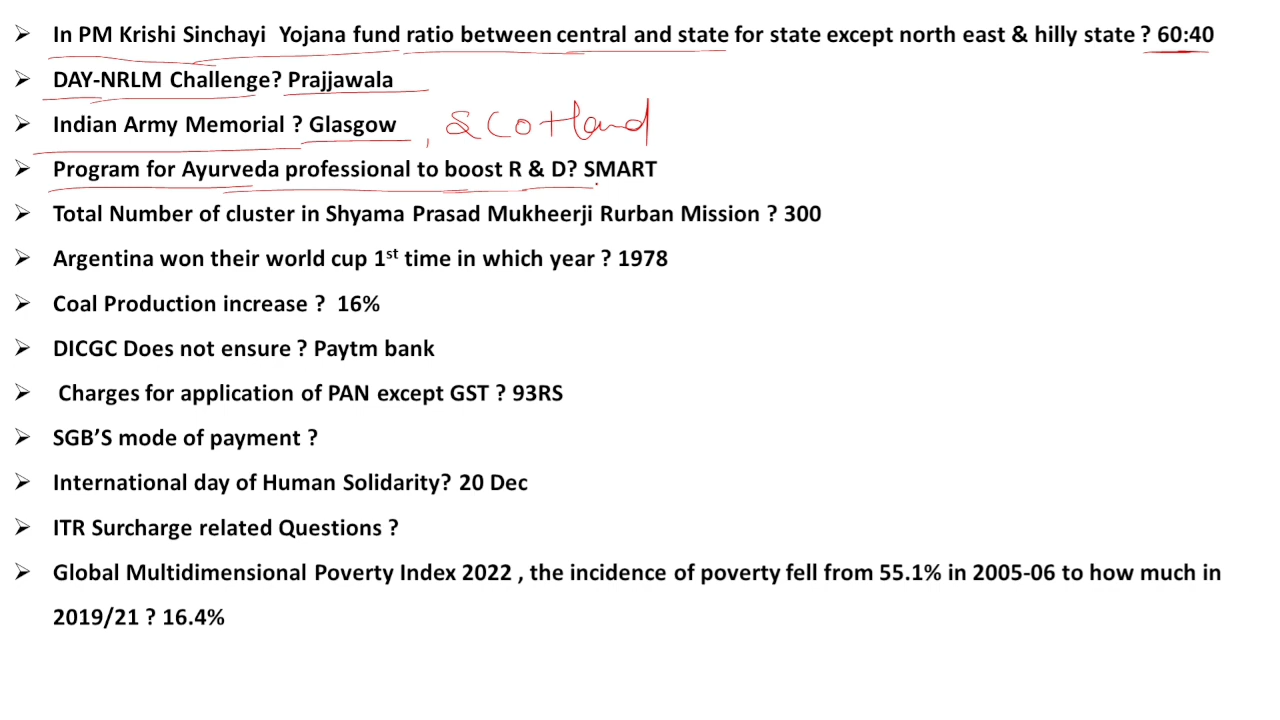 ➢ In PM Krishi Sinchayi Yojana fund ratio between central and state for state except north east & hilly state ? 60:40
➢ DAY-NRLM Challenge? Prajjawala
➢ Indian Army Memorial ? Glasgow , Scotland
➢ Program for Ayurveda professional to boost R & D? SMART
➢ Total Number of cluster in Shyama Prasad Mukheerji Rurban Mission ? 300
➢ Argentina won their world cup 1st time in which year ? 1978
➢ Coal Production increase ? 16%
➢ DICGC Does not ensure ? Paytm bank
➢ Charges for application of PAN except GST ? 93RS
➢ SGB’S mode of payment ?
➢ International day of Human Solidarity? 20 Dec
➢ ITR Surcharge related Questions ?
➢ Global Multidimensional Poverty Index 2022 , the incidence of poverty fell from 55.1% in 2005-06 to how much in
2019/21 ? 16.4%